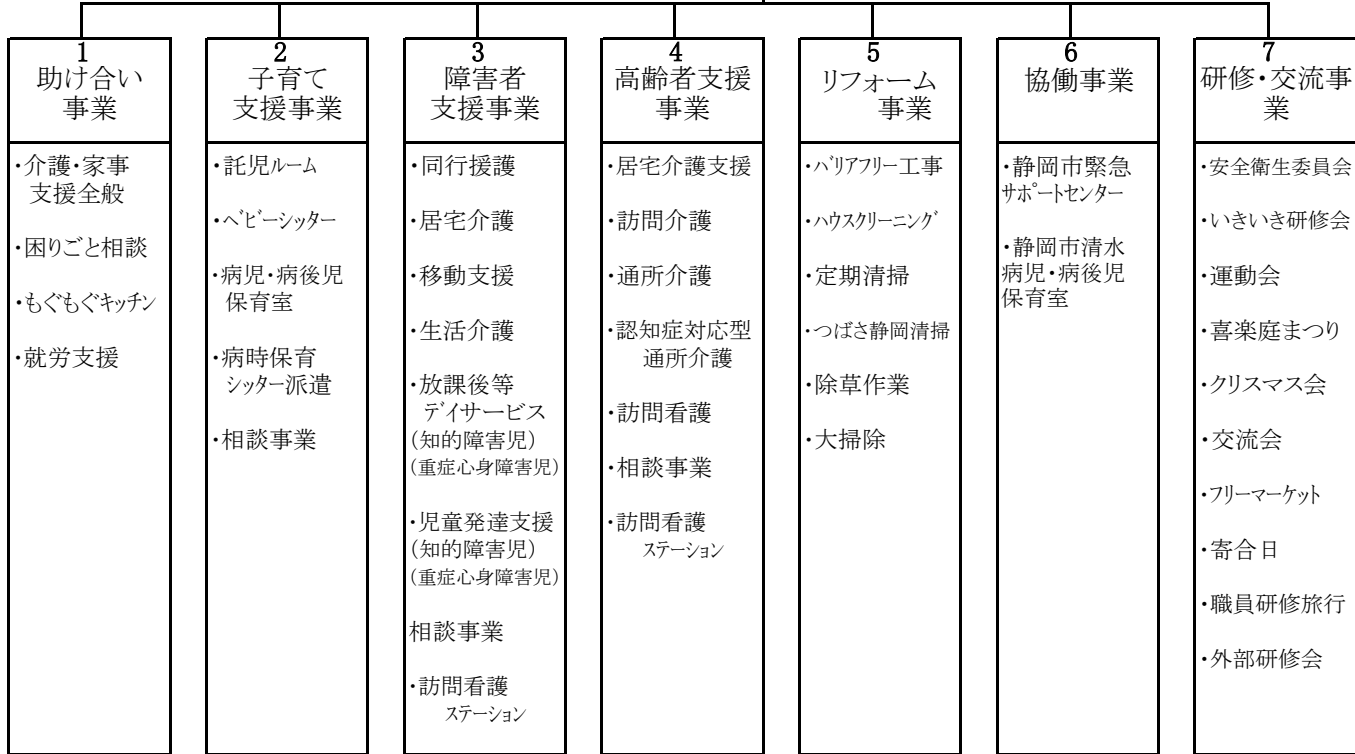 1
助け合い
事業
・介護・家事
支援全般
・困りごと相談
・もぐもぐキッチン
・就労支援
2
子育て
支援事業
・託児ルーム
・ベビーシッター
・病児・病後児
保育室
・病時保育
シッター派遣
・相談事業
3
障害者
支援事業
・同行援護
・居宅介護
・移動支援
・生活介護
・放課後等
デイサービス
(知的障害児)
(重症心身障害児)
・児童発達支援
(知的障害児)
(重症心身障害児)
相談事業
・訪問看護
ステーション
4
高齢者支援
事業
・居宅介護支援
・訪問介護
・通所介護
・認知症対応型
通所介護
・訪問看護
・相談事業
・訪問看護
ステーション
5
リフォーム
事業
・バリアフリー工事
・ハウスクリーニング
・定期清掃
・つばさ静岡清掃
・除草作業
・大掃除
6
協働事業
・静岡市緊急
サポートセンター
・静岡市清水
病児・病後児
保育室
7
研修・交流事
業
・安全衛生委員会
・いきいき研修会
・運動会
・喜楽庭まつり
・クリスマス会
・交流会
・フリーマーケット
・寄合日
・職員研修旅行
・外部研修会